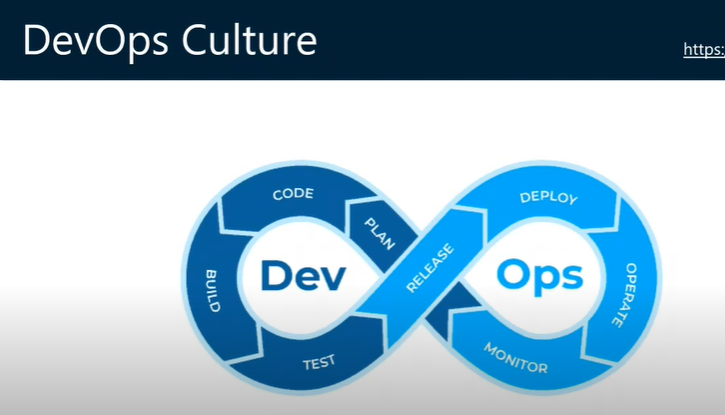 DevOps Culture
https:
CODE
PLAN
DEPLOY
RELEASE
Dev
Ops
BUILD
OPERATE
TEST
MONITOR